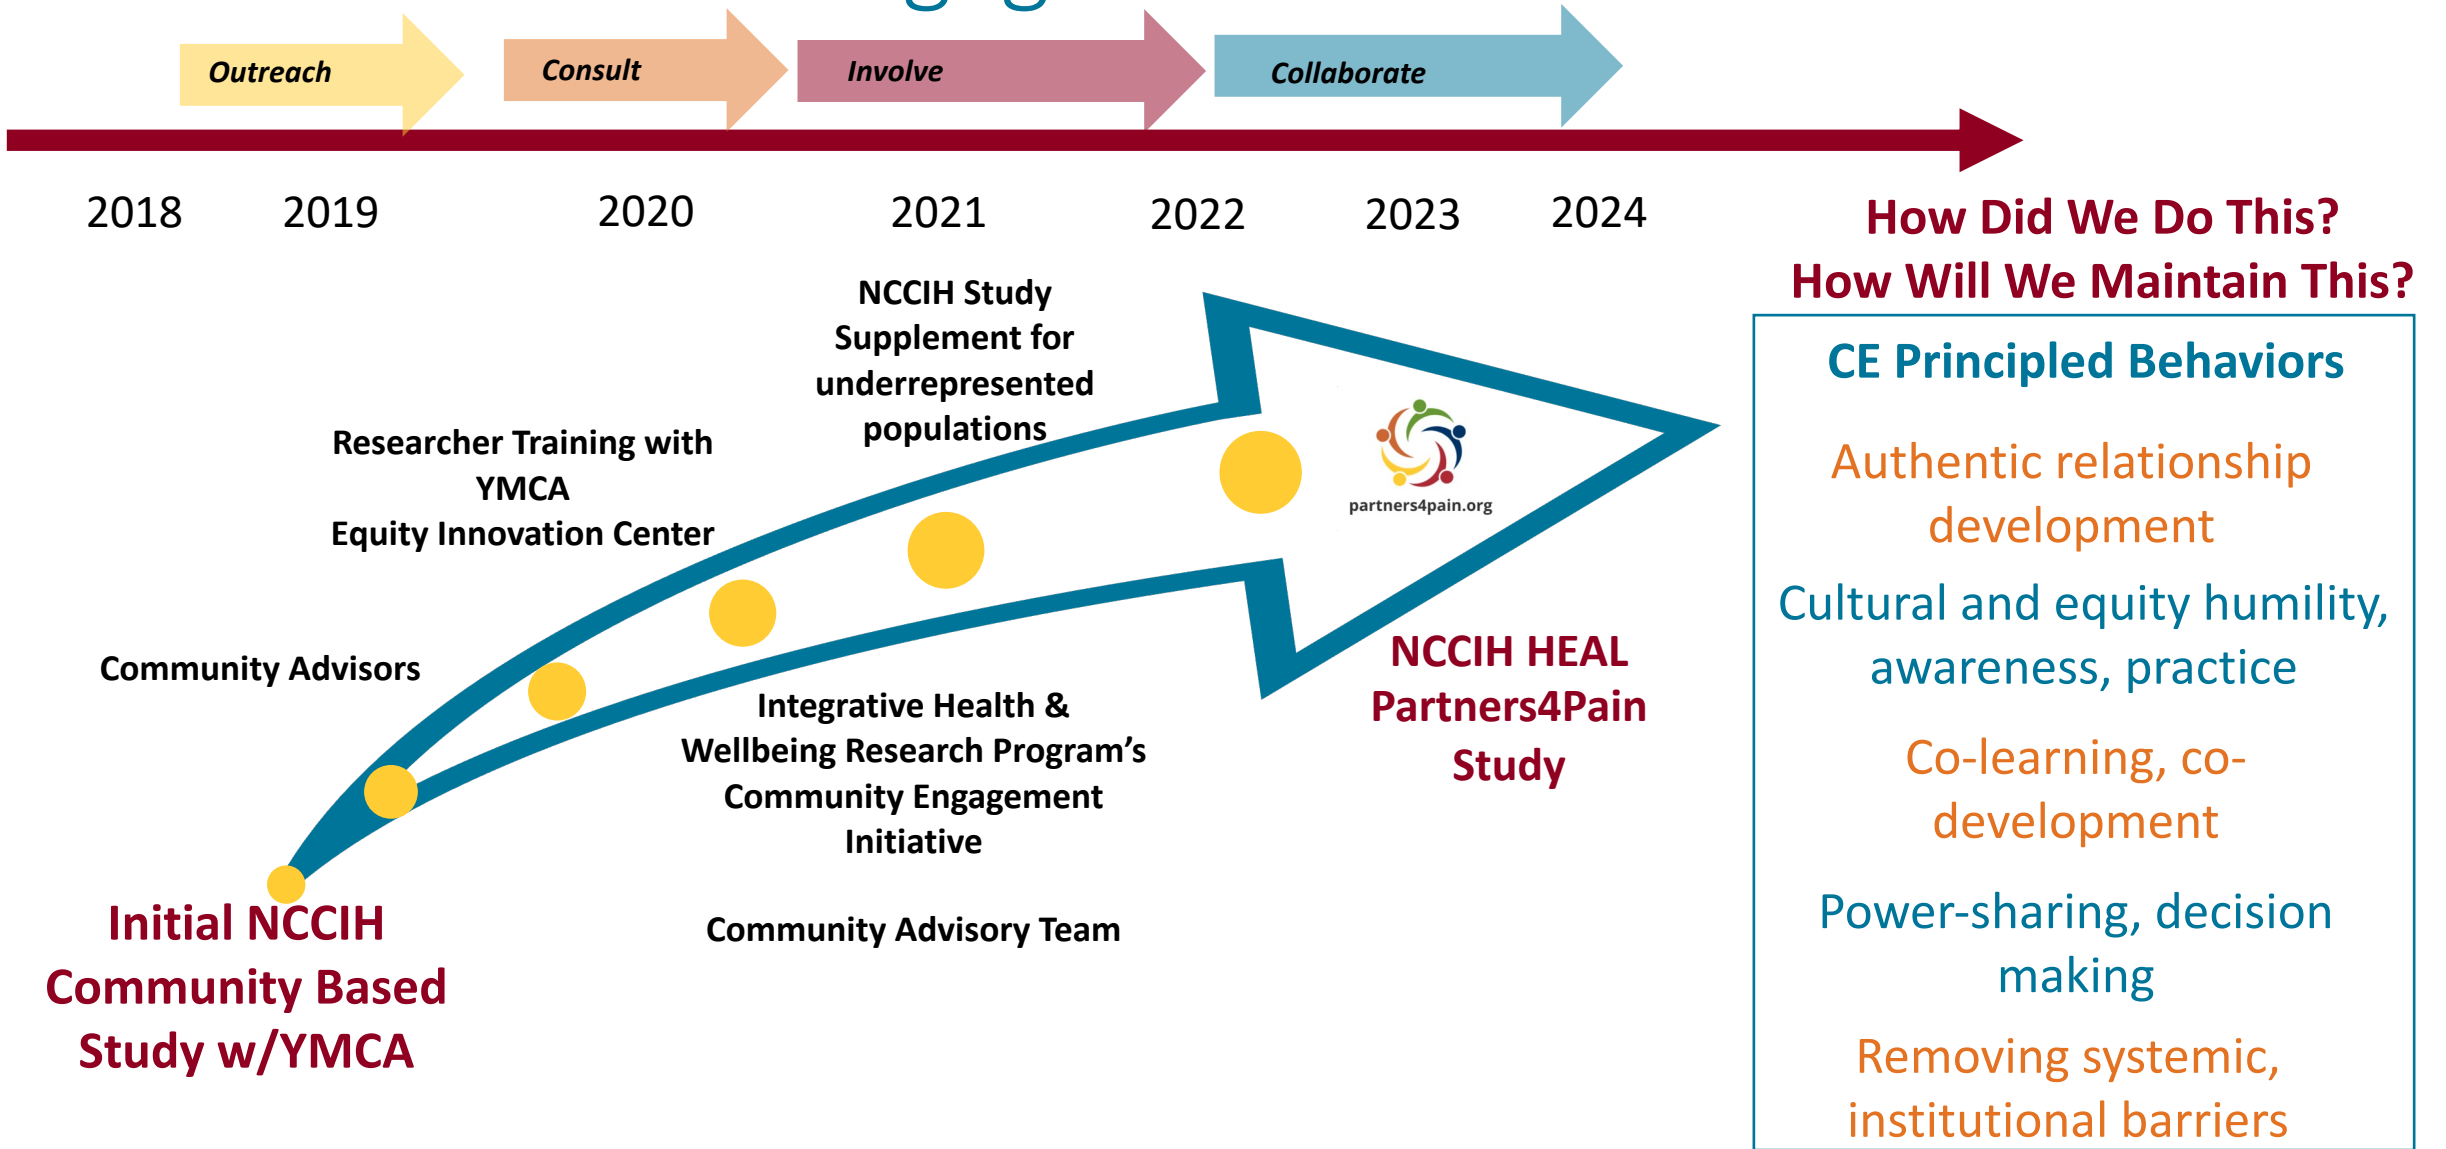 Outreach
Consult
Involve
Collaborate
2018
2019
2020
2021
2022
2023
2024
How Did We Do This?
How Will We Maintain This?
NCCIH Study
Supplement for
underrepresented
populations
Researcher Training with
YMCA
Equity Innovation Center
Community Advisors
partners4pain.org
Integrative Health &
Wellbeing Research Program’s
Community Engagement
Initiative
Community Advisory Team
NCCIH HEAL
Partners4Pain
Study
Initial NCCIH
Community Based
Study w/YMCA
CE Principled Behaviors
Authentic relationship
development
Cultural and equity humility,
awareness, practice
Co-learning, co-
development
Power-sharing, decision
making
Removing systemic,
institutional barriers